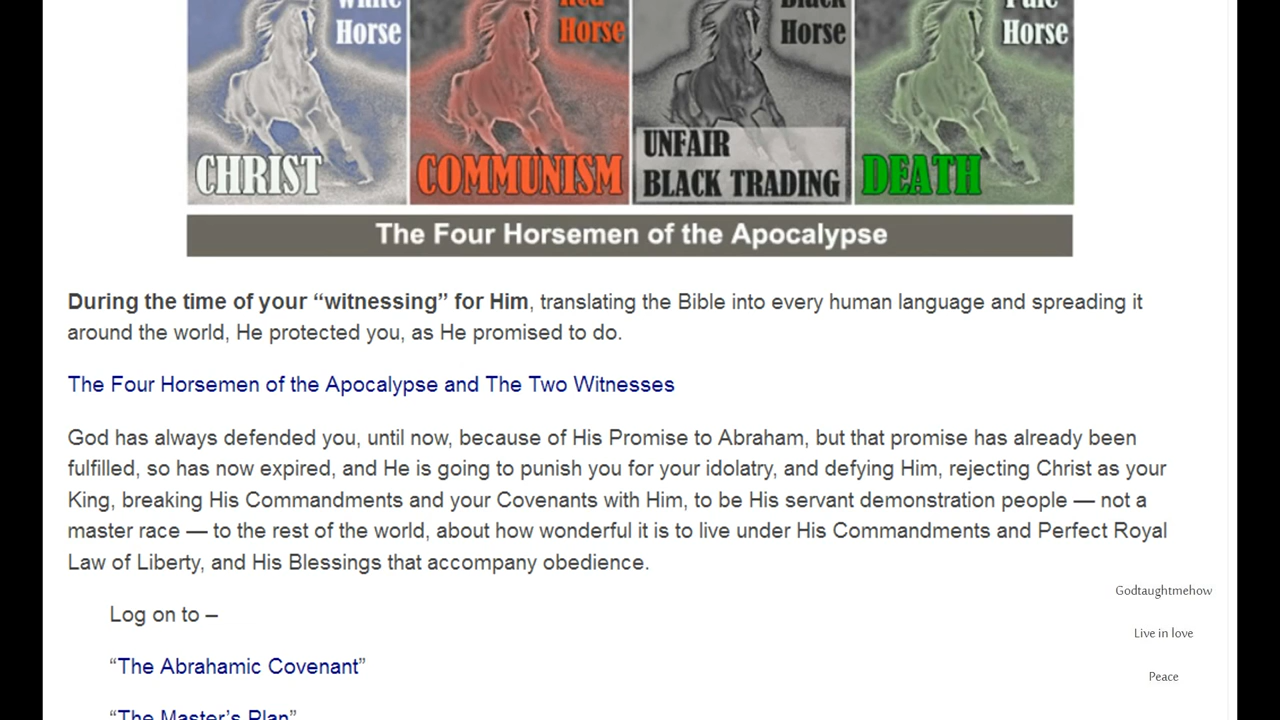 White Red Black Pale
Horse Horse Horse Horse
CHRIST COMMUNISM UNFAIR BLACK TRADING DEATH
The Four Horsemen of the Apocalypse
During the time of your “witnessing” for Him, translating the Bible into every human language and spreading it
around the world, He protected you, as He promised to do.
The Four Horsemen of the Apocalypse and The Two Witnesses
God has always defended you, until now, because of His Promise to Abraham, but that promise has already been
fulfilled, so has now expired, and He is going to punish you for your idolatry, and defying Him, rejecting Christ as your
King, breaking His Commandments and your Covenants with Him, to be His servant demonstration people — not a
master race — to the rest of the world, about how wonderful it is to live under His Commandments and Perfect Royal
Law of Liberty, and His Blessings that accompany obedience.
Godtaughtmehow
Log on to –
Live in love
“The Abrahamic Covenant”
Peace
“The Master’s Plan”